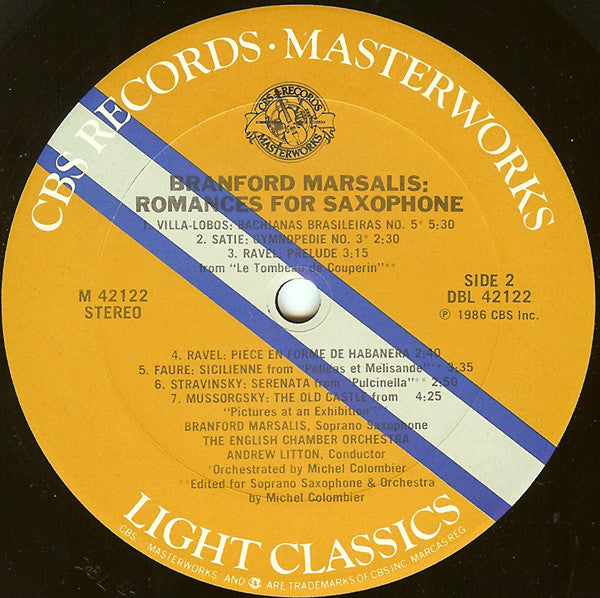 CBS RECORDS · MASTERWORKS
CBS RECORDS
MASTERWORKS
BRANFORD MARSALIS:
ROMANCES FOR SAXOPHONE
1. VILLA-LOBOS: BACHIANAS BRASILEIRAS NO. 5* 5:30
2. SATIE: GYMNOPEDIE NO. 3* 2:30
3. RAVEL: PRELUDE 3:15
from "Le Tombeau de Couperin"**
M 42122
STEREO
SIDE 2
DBL 42122
℗ 1986 CBS Inc.
4. RAVEL: PIÈCE EN FORME DE HABANERA 2:40
5. FAURE: SICILIENNE from "Pelleas et Melisande"* 3:35
6. STRAVINSKY: SERENATA from "Pulcinella"** 2:50
7. MUSSORGSKY: THE OLD CASTLE from 4:25
"Pictures at an Exhibition"**
BRANFORD MARSALIS, Soprano Saxophone
THE ENGLISH CHAMBER ORCHESTRA
ANDREW LITTON, Conductor
*Orchestrated by Michel Colombier
**Edited for Soprano Saxophone & Orchestra
by Michel Colombier
LIGHT CLASSICS
CBS, "MASTERWORKS" AND ARE TRADEMARKS OF CBS INC. MARCAS REG.